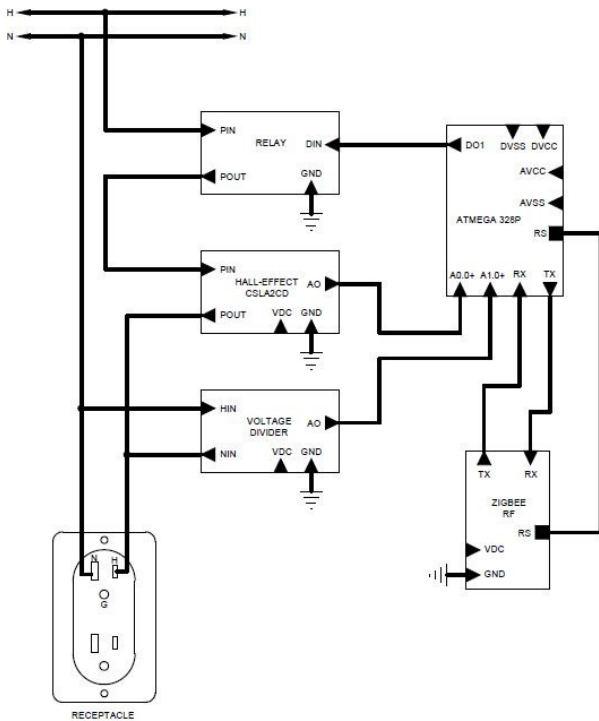 H H
N N
PIN
RELAY DIN
POUT GND
DO1 DVSS DVCC
AVCC
AVSS
ATMEGA 328P
RS
A0.0+ A1.0+ RX TX
PIN
HALL-EFFECT
CSLA2CD
AO
POUT VDC GND
HIN
VOLTAGE
DIVIDER
AO
NIN VDC GND
TX RX
ZIGBEE
RF
RS
VDC
GND
N H
G
RECEPTACLE